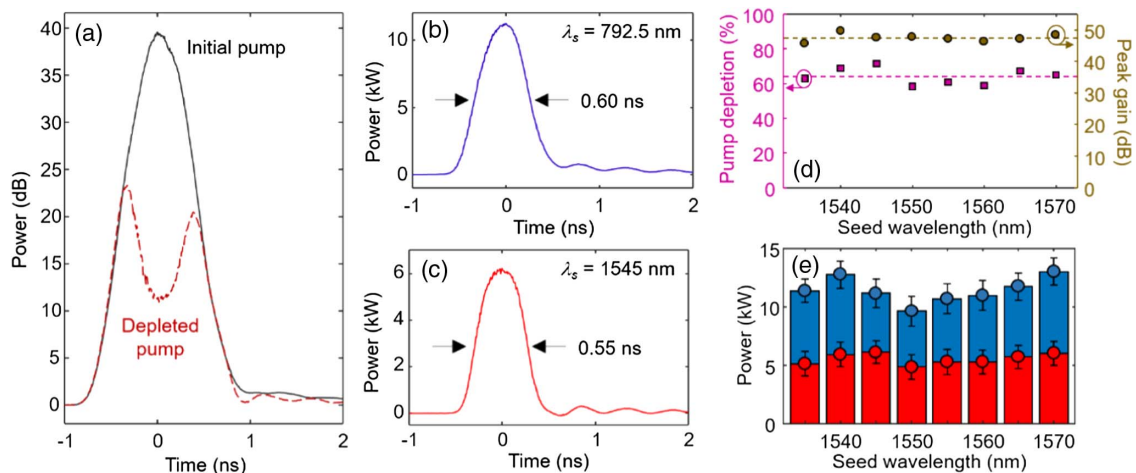 (a)
Initial pump
Depleted
pump
40
35
30
25
20
15
10
5
0
-1 0 1 2
Power (dB)
Time (ns)
(b)
λs = 792.5 nm
0.60 ns
10
5
0
-1 0 1 2
Power (kW)
Time (ns)
(c)
λs = 1545 nm
0.55 ns
6
4
2
0
-1 0 1 2
Power (kW)
Time (ns)
(d)
Pump depletion (%)
100
80
60
40
20
0
50
40
30
20
10
0
Peak gain (dB)
1540 1550 1560 1570
Seed wavelength (nm)
(e)
15
10
5
0
Power (kW)
1540 1550 1560 1570
Seed wavelength (nm)